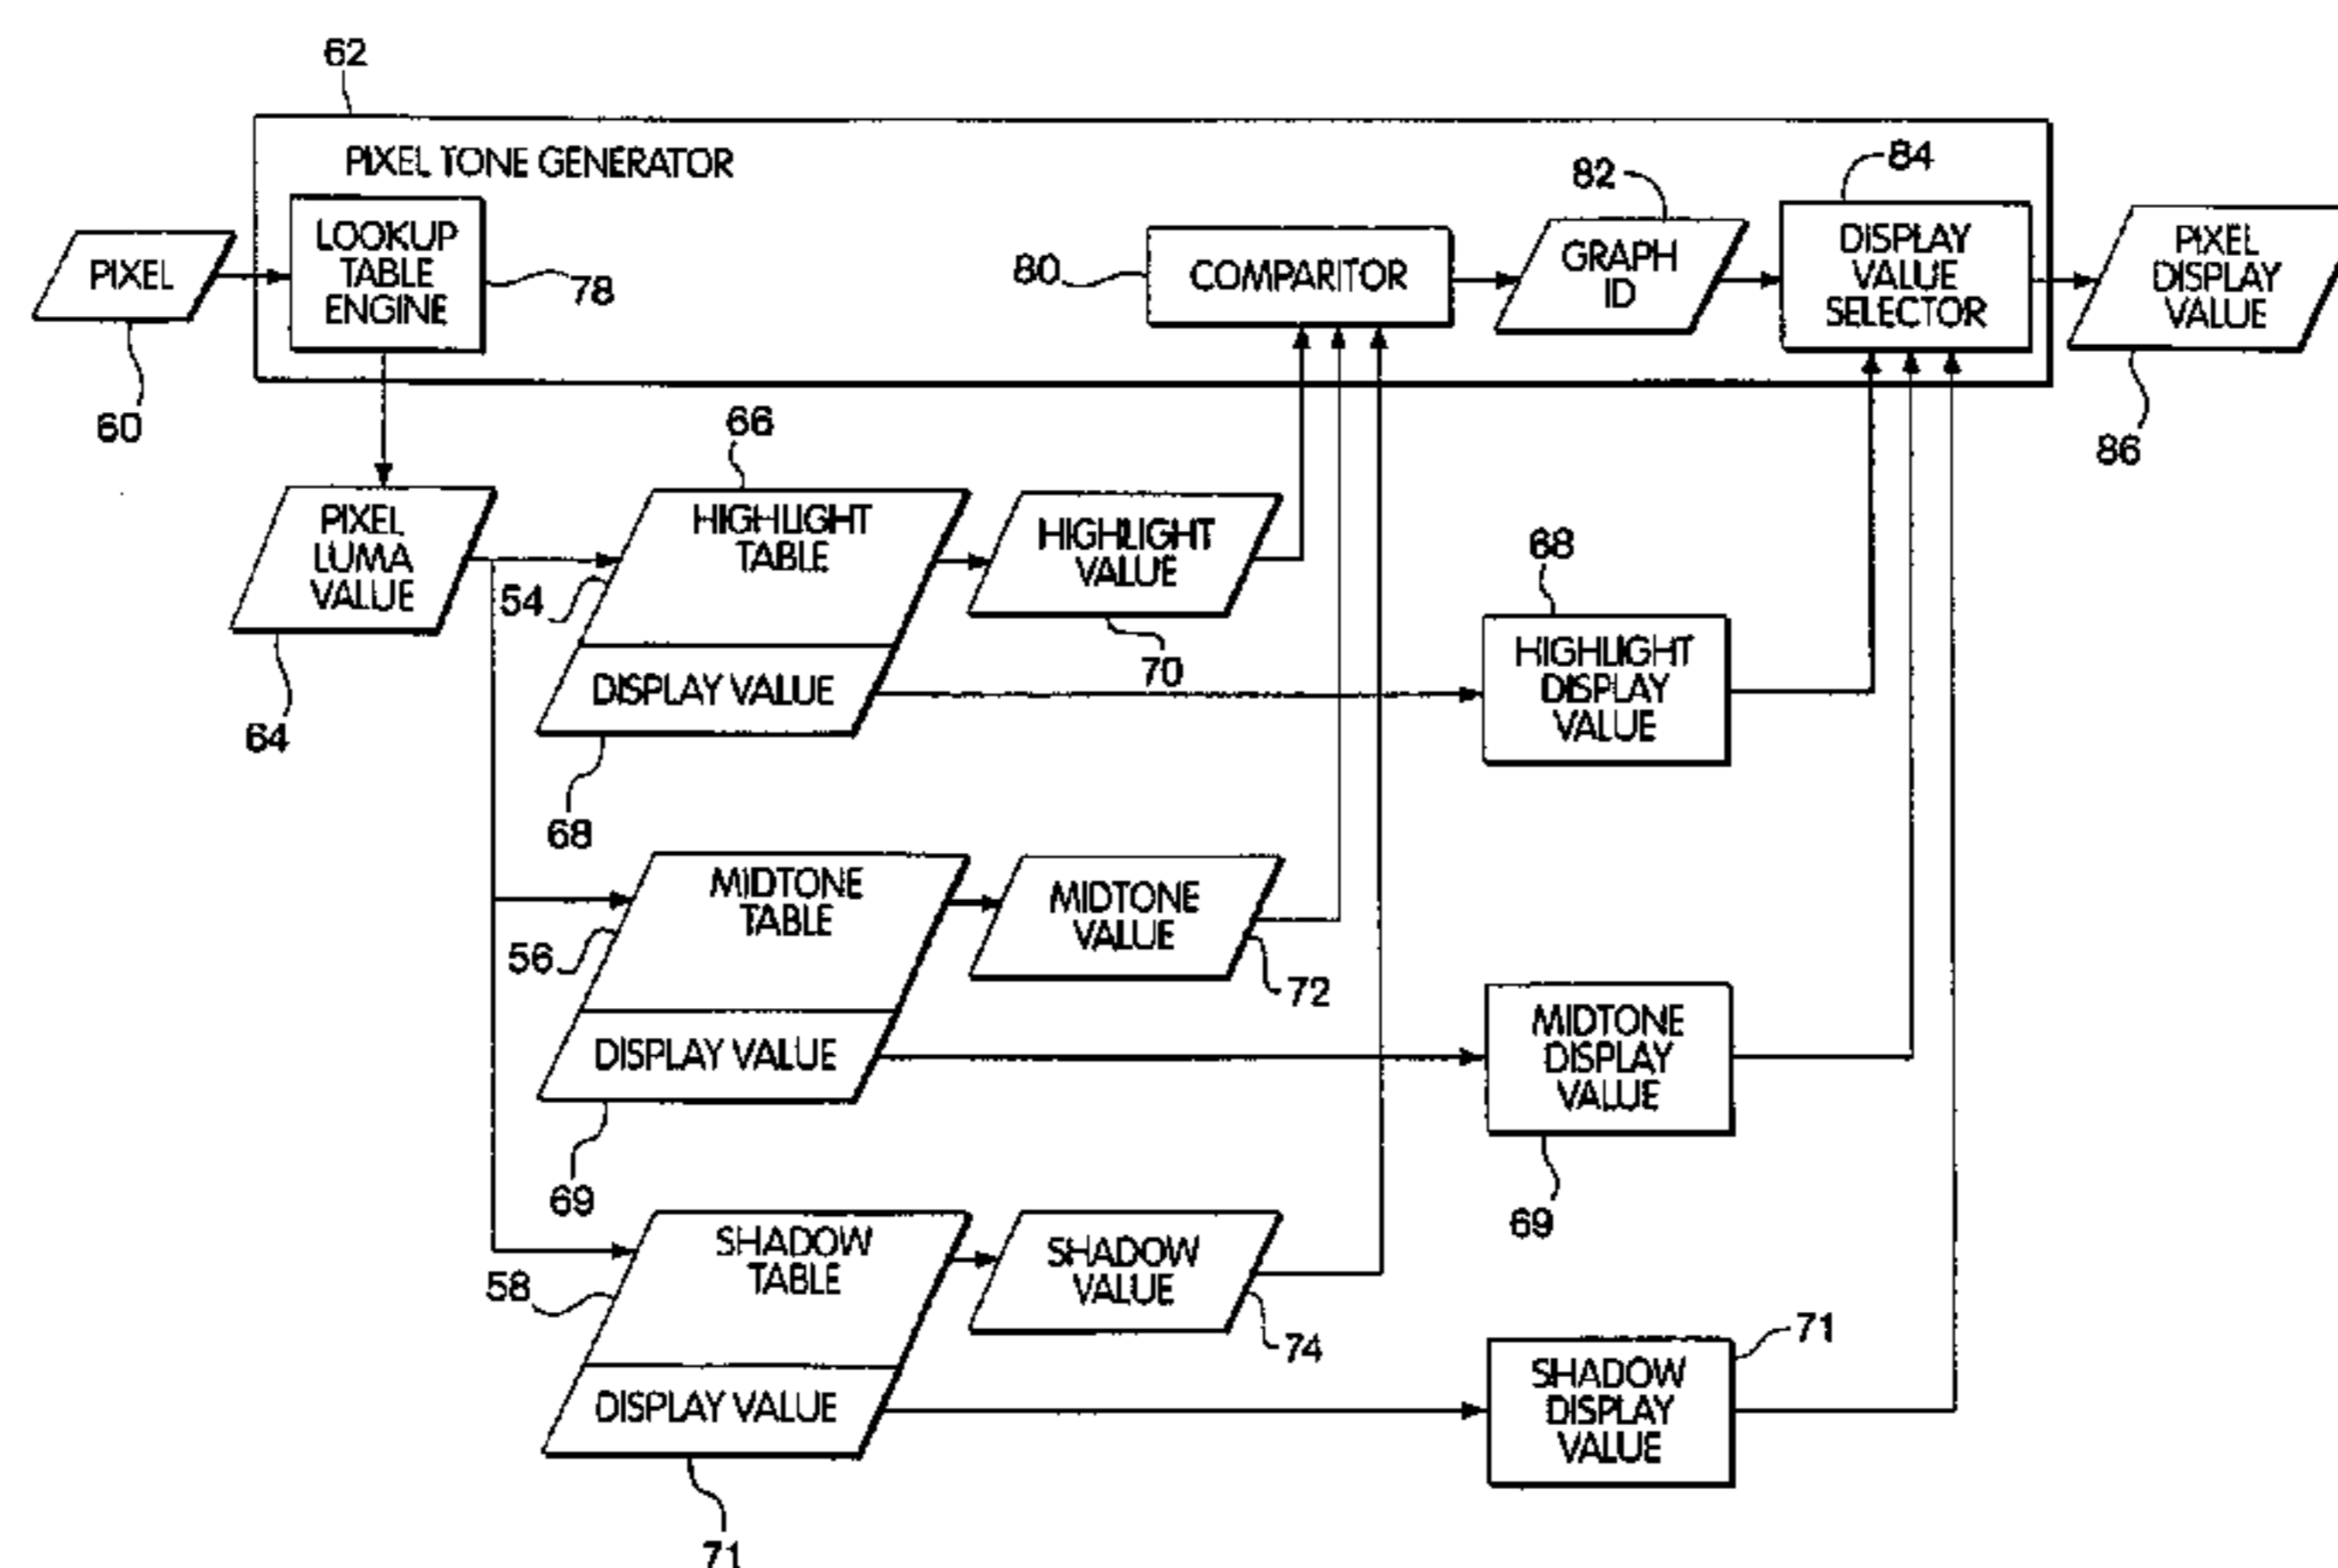 62
PIXEL TONE GENERATOR
84
82
LOOKUP
TABLE
ENGINE
PIXEL
78
80
COMPARITOR
GRAPH
ID
DISPLAY
VALUE
SELECTOR
PIXEL
DISPLAY
VALUE
60
66
86
PIXEL
LUMA
VALUE
HIGHLIGHT
TABLE
HIGHLIGHT
VALUE
54
68
70
HIGHLIGHT
DISPLAY
VALUE
DISPLAY VALUE
64
68
MIDTONE
TABLE
MIDTONE
VALUE
56
72
MIDTONE
DISPLAY
VALUE
DISPLAY VALUE
69
69
SHADOW
TABLE
SHADOW
VALUE
58
74
71
SHADOW
DISPLAY
VALUE
DISPLAY VALUE
71